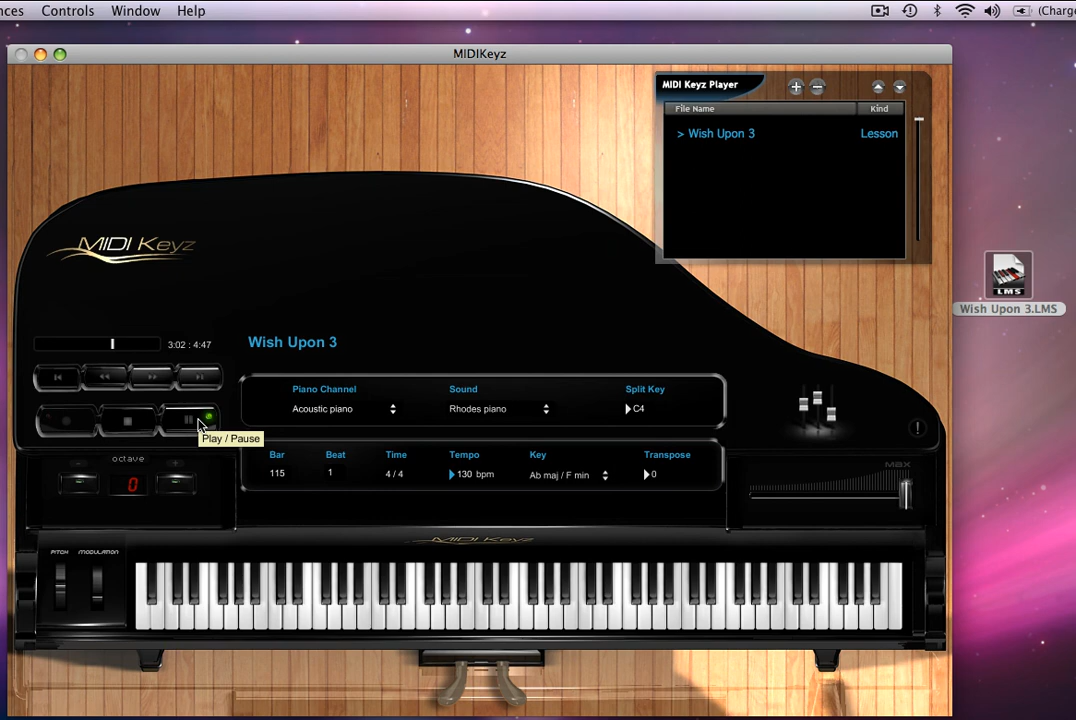 nces Controls Window Help
(Charge
MIDIKeyz
MIDI Keyz Player
File Name Kind
> Wish Upon 3 Lesson
MIDI Keyz
LMS
Wish Upon 3.LMS
3:02 : 4:47
Wish Upon 3
Piano Channel Sound Split Key
Acoustic piano Rhodes piano C4
Play / Pause
Bar Beat Time Tempo Key Transpose
115 1 4 / 4 130 bpm Ab maj / F min 0
octave
0
MAX
MIDI Keyz
PITCH MODULATION